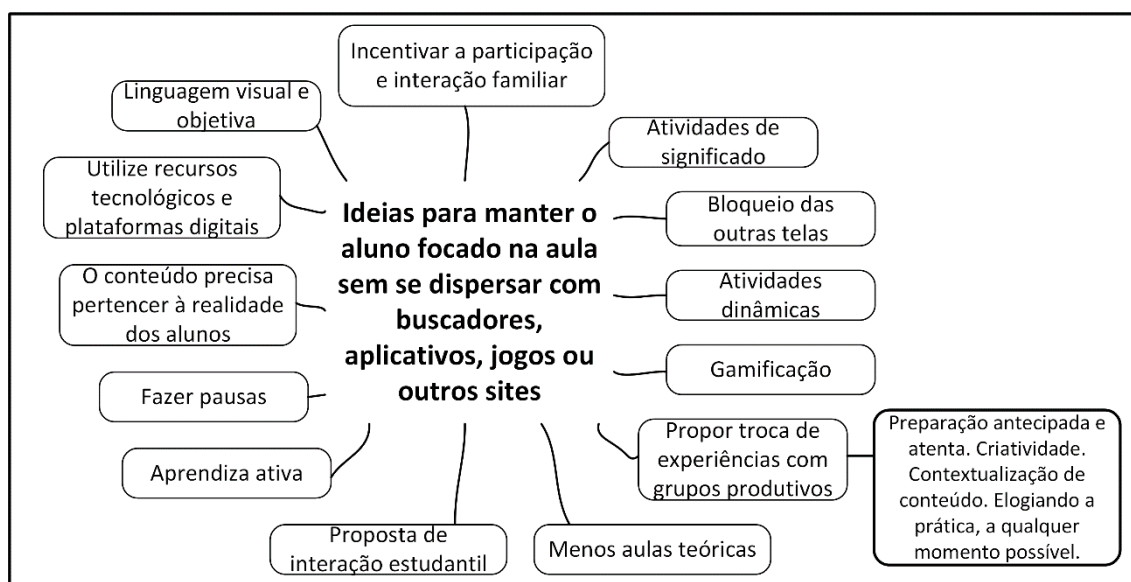 Incentivar a participação
e interação familiar
Linguagem visual e
objetiva
Atividades de
significado
Utilize recursos
tecnológicos e
plataformas digitais
Ideias para manter o
aluno focado na aula
sem se dispersar com
buscadores,
aplicativos, jogos ou
outros sites
Bloqueio das
outras telas
O conteúdo precisa
pertencer à realidade
dos alunos
Atividades
dinâmicas
Fazer pausas
Gamificação
Aprendiza ativa
Propor troca de
experiências com
grupos produtivos
Preparação antecipada e
atenta. Criatividade.
Contextualização de
conteúdo. Elogiando a
prática, a qualquer
momento possível.
Proposta de
interação estudantil
Menos aulas teóricas